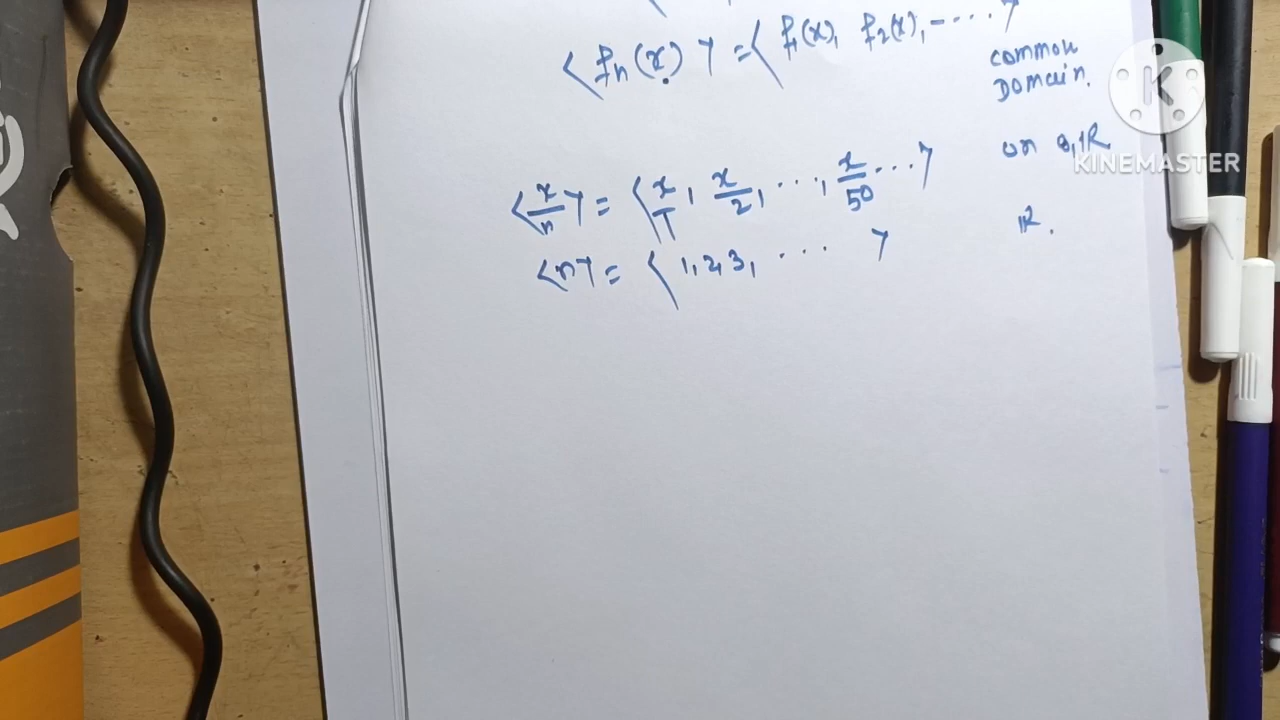 < fn(x) > = < f1(x), f2(x), -....>
common
Domain.
on R
KINEMASTER
< x/n > = < x/1, x/2, ..., x/50 ... >
R.
< n > = < 1, 2, 3, ... >